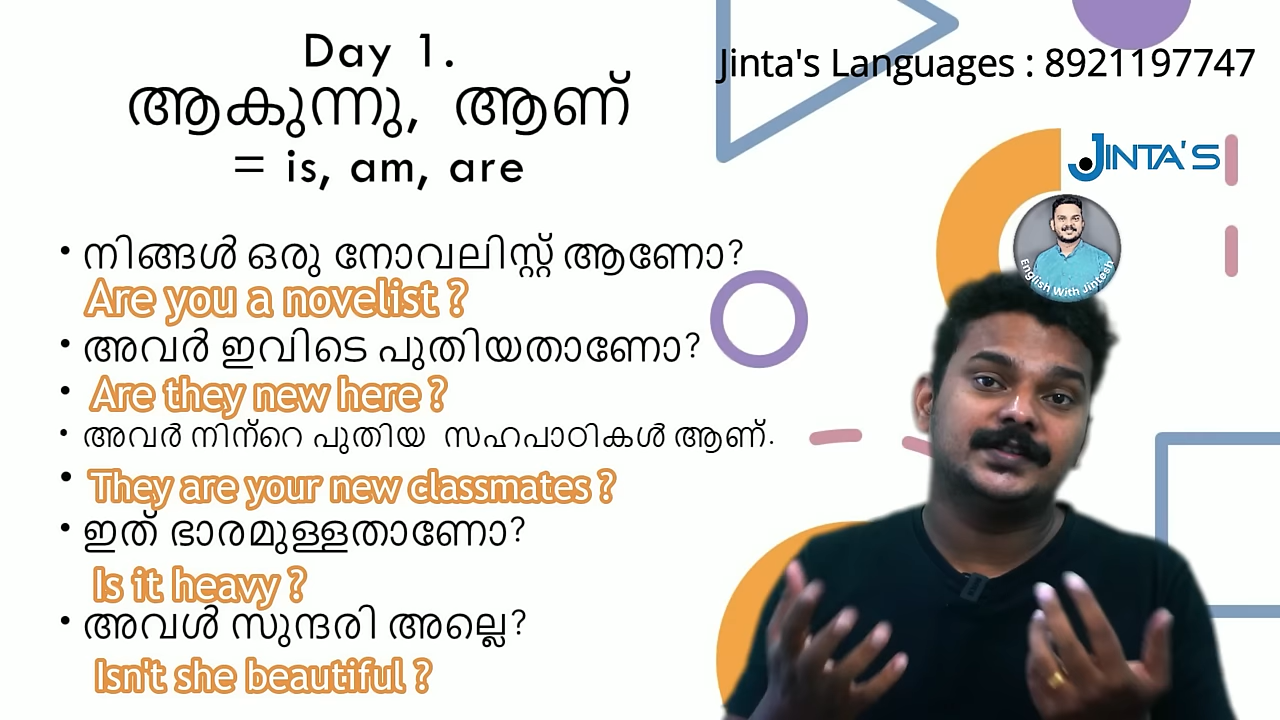 Day 1.
ആകുന്നു, ആണ്
= is, am, are
Jinta's Languages : 8921197747
JINTA'S
English With Jintesh
• നിങ്ങൾ ഒരു നോവലിസ്റ്റ് ആണോ?
Are you a novelist ?
• അവർ ഇവിടെ പുതിയതാണോ?
• Are they new here ?
• അവർ നിന്റെ പുതിയ സഹപാഠികൾ ആണ്.
• They are your new classmates ?
• ഇത് ഭാരമുള്ളതാണോ?
Is it heavy ?
• അവൾ സുന്ദരി അല്ലെ?
Isn't she beautiful ?